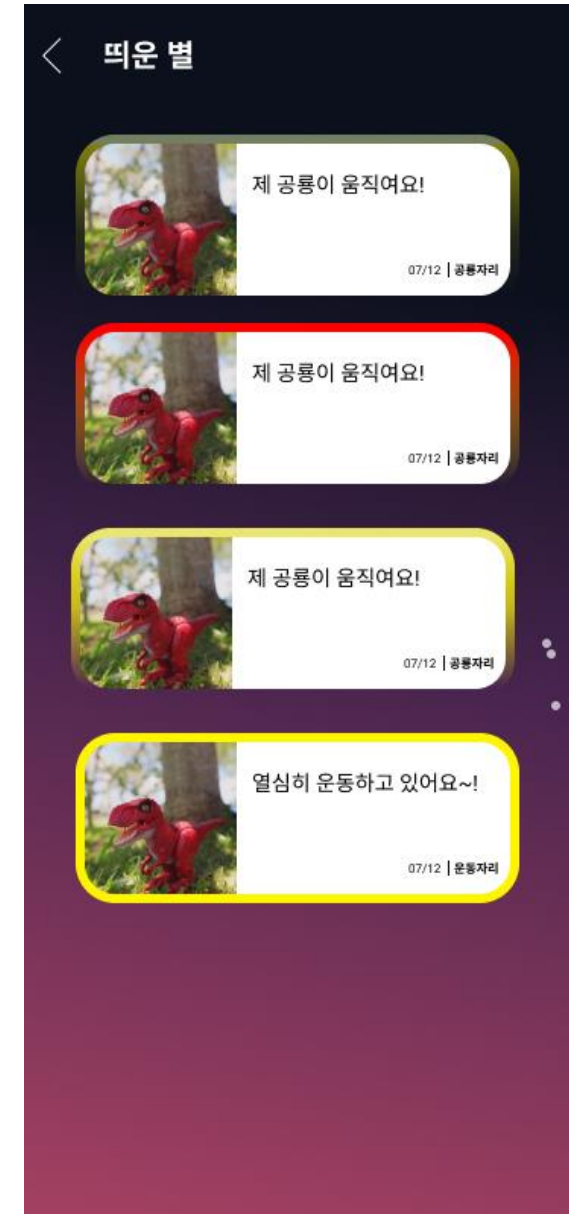 띄운 별
제 공룡이 움직여요!
07/12 | 공룡자리
제 공룡이 움직여요!
07/12 | 공룡자리
제 공룡이 움직여요!
07/12 | 공룡자리
열심히 운동하고 있어요~!
07/12 | 운동자리